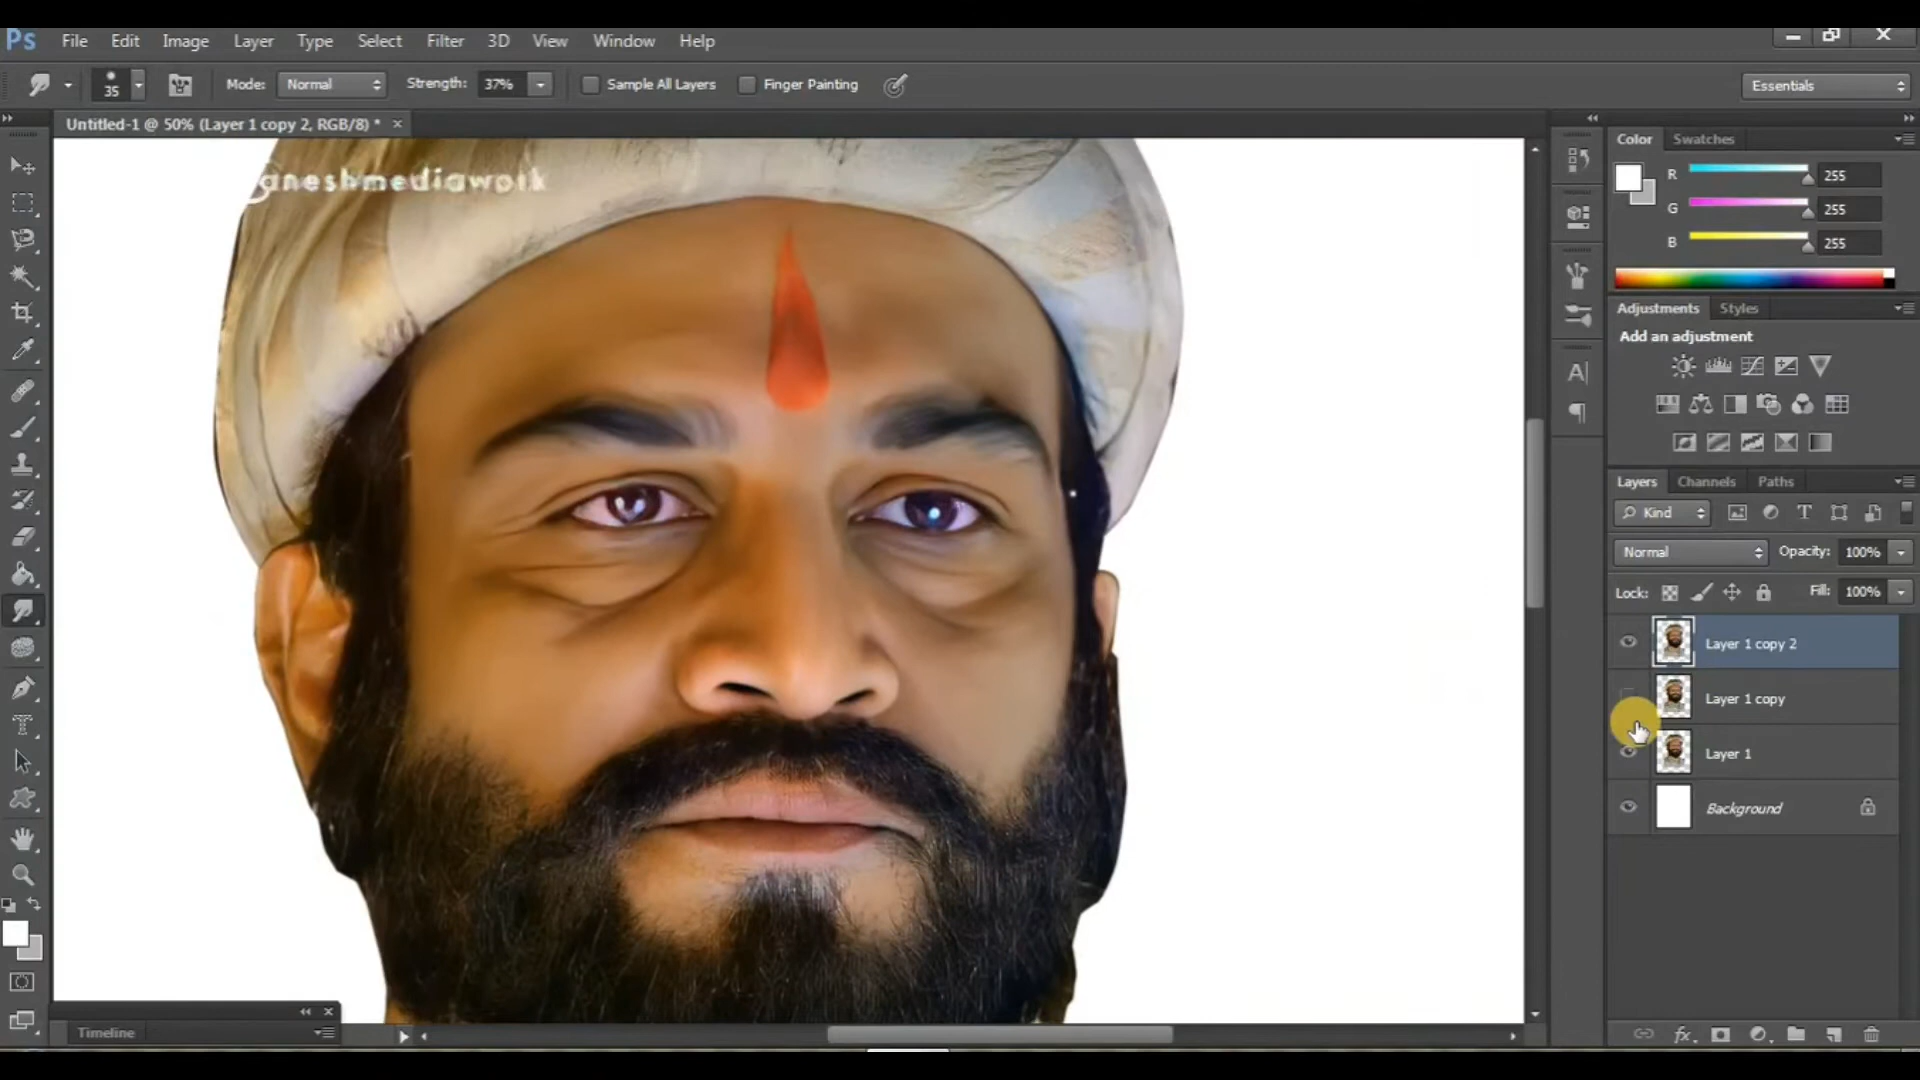 Ps File Edit Image Layer Type Select Filter 3D View Window Help
35 Mode: Normal Strength: 37% Sample All Layers Finger Painting Essentials
Untitled-1 @ 50% (Layer 1 copy 2, RGB/8) * ×
Color Swatches
R 255
G 255
B 255
ganeshmediawork
Adjustments Styles
Add an adjustment
A|
Layers Channels Paths
Kind
Normal Opacity: 100%
Lock: Fill: 100%
Layer 1 copy 2
Layer 1 copy
Layer 1
Background
Timeline
fx